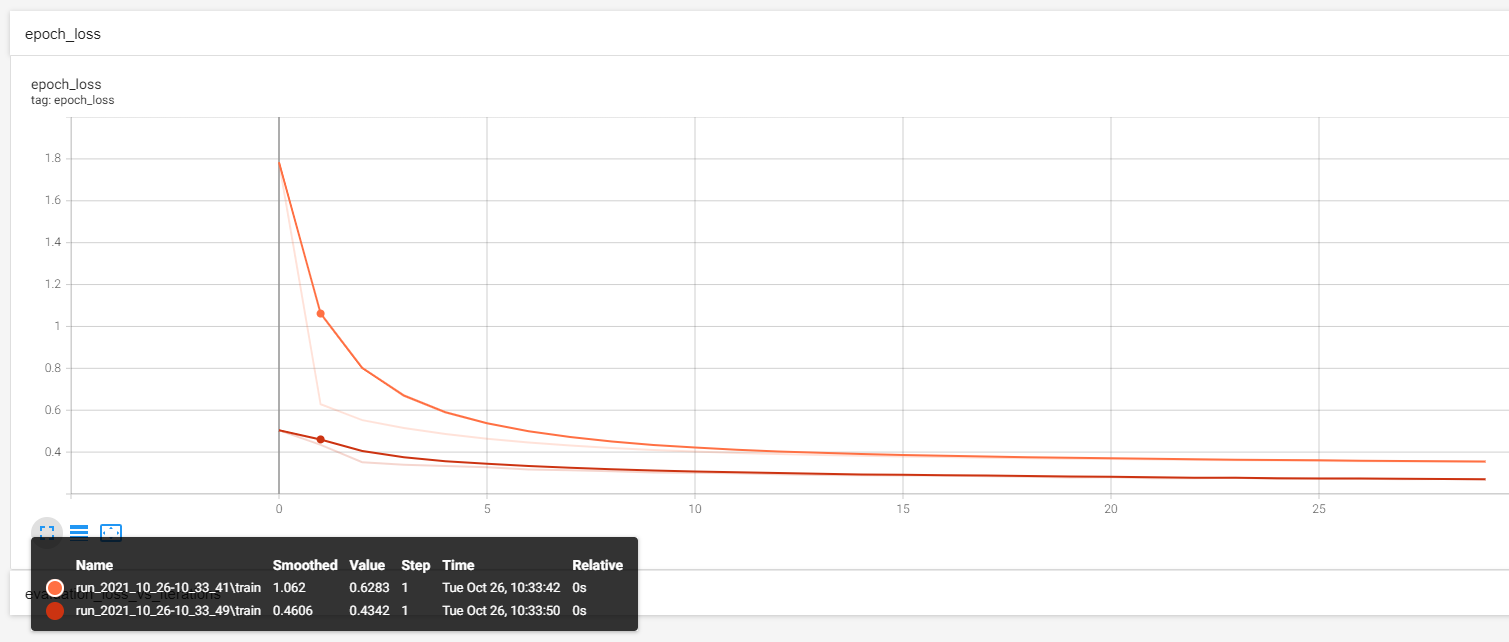 epoch_loss
epoch_loss
tag: epoch_loss
1.8
1.6
1.4
1.2
1
0.8
0.6
0.4
0 5 10 15 20 25
Name Smoothed Value Step Time Relative
run_2021_10_26-10_33_41\train 1.062 0.6283 1 Tue Oct 26, 10:33:42 0s
evaluation_loss_vs_iterations
run_2021_10_26-10_33_49\train 0.4606 0.4342 1 Tue Oct 26, 10:33:50 0s